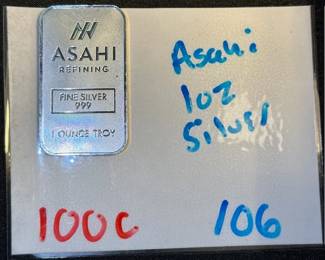 ASAHI
REFINING
FINE SILVER
999
1 OUNCE TROY
Asahi
1oz
Silver
100C
106